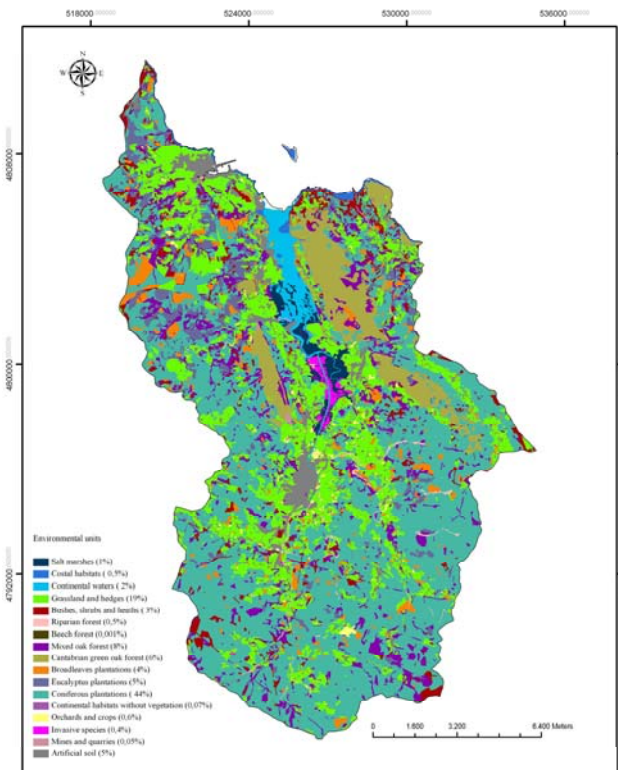 518000 524000 530000 536000
N
W E
S
4808000
4800000
4792000
Environmental units
Salt marshes (1%)
Costal habitats ( 0,5%)
Continental waters ( 2%)
Grassland and hedges (19%)
Bushes, shrubs and heaths ( 3%)
Riparian forest (0,5%)
Beech forest (0,001%)
Mixed oak forest (8%)
Cantabrian green oak forest (6%)
Broadleaves plantations (4%)
Eucalyptus plantations (5%)
Coniferous plantations ( 44%)
Continental habitats without vegetation (0,07%)
Orchards and crops (0,6%)
Invasive species (0,4%)
Mises and quarries (0,05%)
Artificial soil (5%)
0 1.600 3.200 6.400 Meters